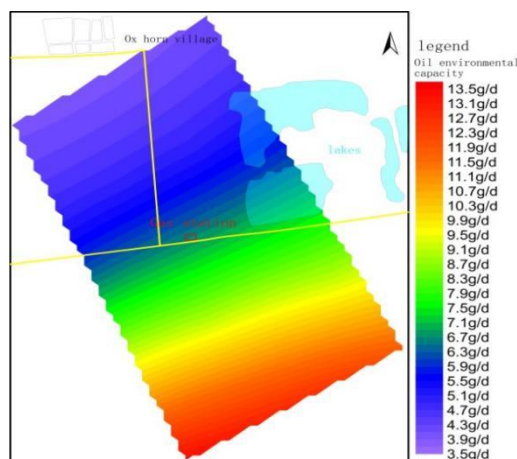 Ox horn village
lakes
legend
Oil environmental
capacity
13.5g/d
13.1g/d
12.7g/d
12.3g/d
11.9g/d
11.5g/d
11.1g/d
10.7g/d
10.3g/d
9.9g/d
9.5g/d
9.1g/d
8.7g/d
8.3g/d
7.9g/d
7.5g/d
7.1g/d
6.7g/d
6.3g/d
5.9g/d
5.5g/d
5.1g/d
4.7g/d
4.3g/d
3.9g/d
3.5g/d